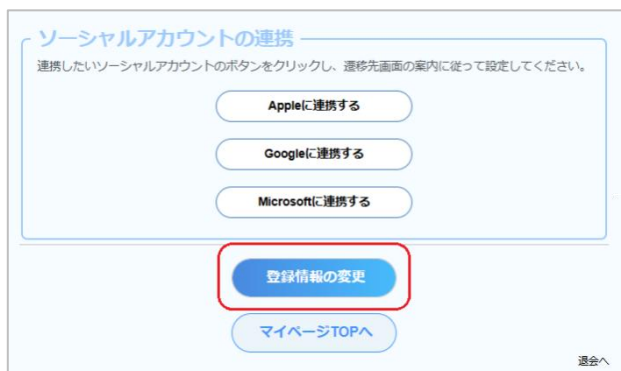 ソーシャルアカウントの連携
連携したいソーシャルアカウントのボタンをクリックし、遷移先画面の案内に従って設定してください。
Appleに連携する
Googleに連携する
Microsoftに連携する
登録情報の変更
マイページTOPへ
退会へ